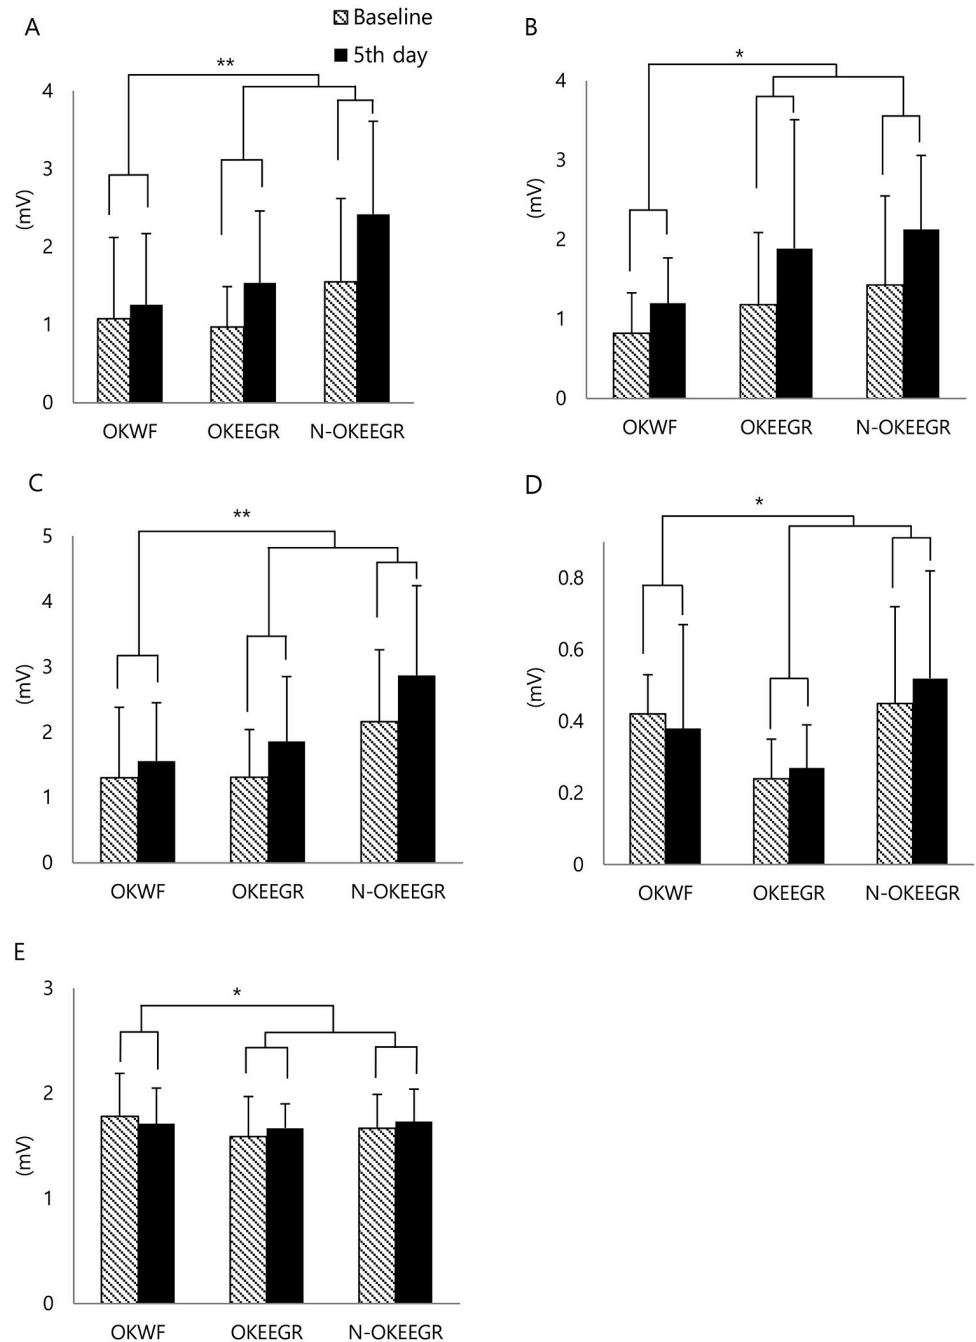 A
Baseline
5th day
**
4
3
2
1
0
(mV)
OKWF OKEEGR N-OKEEGR
B
*
4
3
2
1
0
(mV)
OKWF OKEEGR N-OKEEGR
C
**
5
4
3
2
1
0
(mV)
OKWF OKEEGR N-OKEEGR
D
*
0.8
0.6
0.4
0.2
0
(mV)
OKWF OKEEGR N-OKEEGR
E
*
3
2
1
0
(mV)
OKWF OKEEGR N-OKEEGR